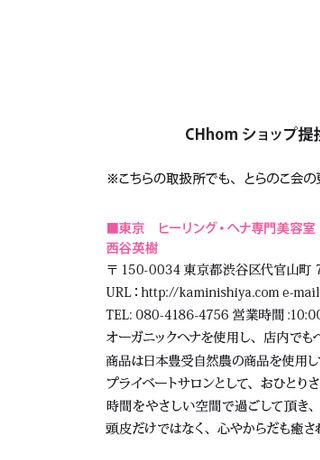 CHhom ショップ提
※こちらの取扱所でも、とらのこ会の
■東京　ヒーリング・ヘナ専門美容室
西谷英樹
〒 150-0034 東京都渋谷区代官山町 7
URL：http://kaminishiya.com e-mail
TEL: 080-4186-4756 営業時間 :10:00
オーガニックヘナを使用し、店内でも
商品は日本豊受自然農の商品を使用し
プライベートサロンとして、おひとりさ
時間をやさしい空間で過ごして頂き、
頭皮だけではなく、心やからだも癒さ